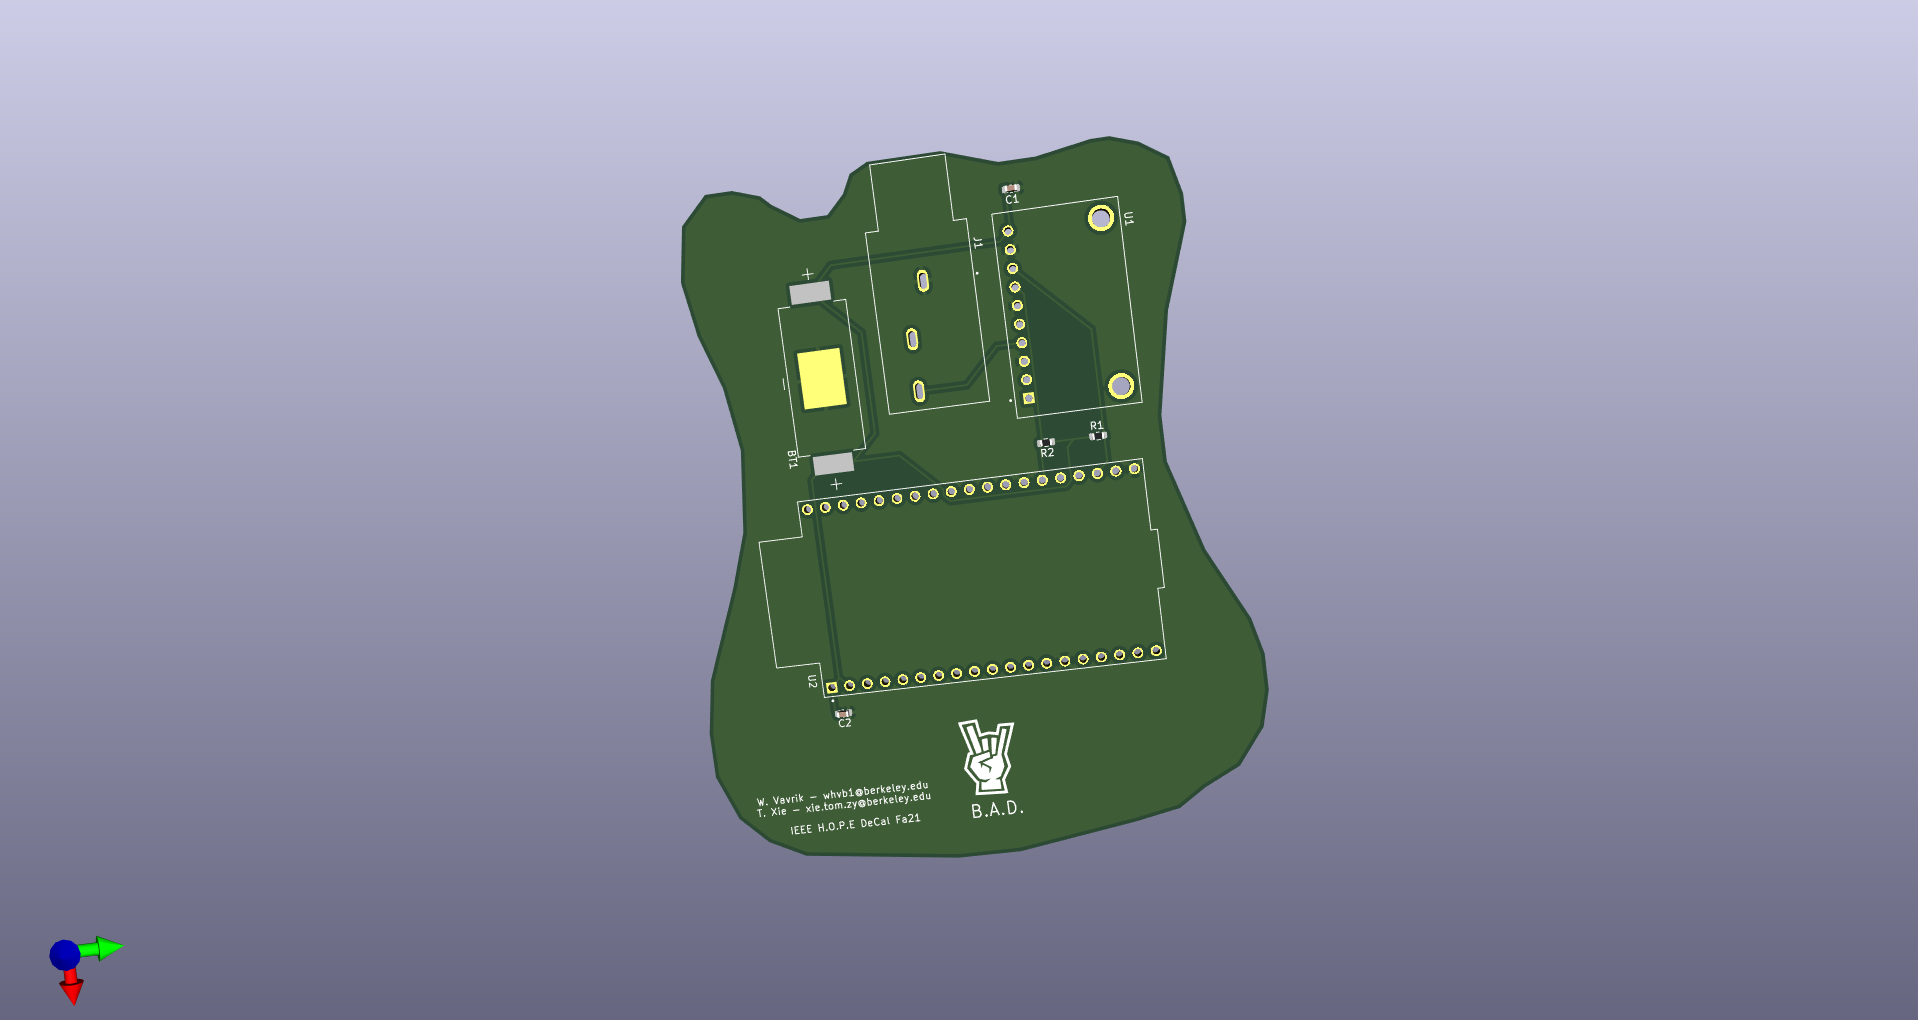 C1
U1
J1
+
–
BT1
+
R1
R2
U2
C2
W. Vavrik – whvb1@berkeley.edu
T. Xie – xie.tom.zy@berkeley.edu
IEEE H.O.P.E DeCal Fa21
B.A.D.